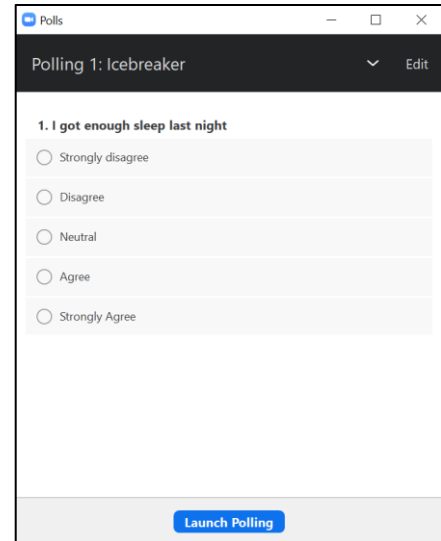 Polls
Polling 1: Icebreaker Edit
1. I got enough sleep last night
Strongly disagree
Disagree
Neutral
Agree
Strongly Agree
Launch Polling